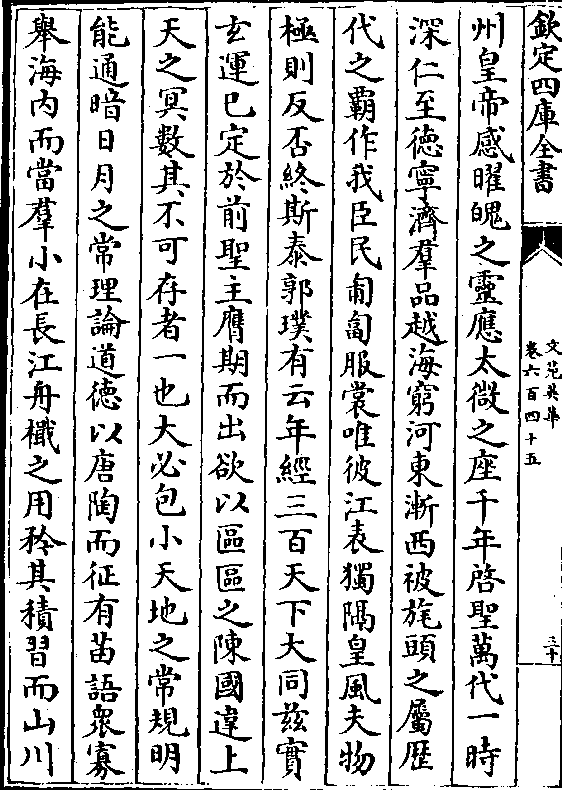 欽定四庫全書
文苑英華
卷六百四十五
三十
州皇帝感曜魄之靈應太微之座千年啓聖萬代一時
深仁至德寧濟羣品越海窮河東漸西被旄頭之屬歴
代之霸作我臣民匍匐服裳唯彼江表獨隅皇風夫物
極則反否終斯泰郭璞有云年經三百天下大同兹實
玄運已定於前聖主膺期而出欲以區區之陳國違上
天之冥數其不可存者一也大必包小天地之常規明
能通暗日月之常理論道德以唐陶而征有苗語衆寡
舉海内而當羣小在長江舟檝之用矜其積習而山川